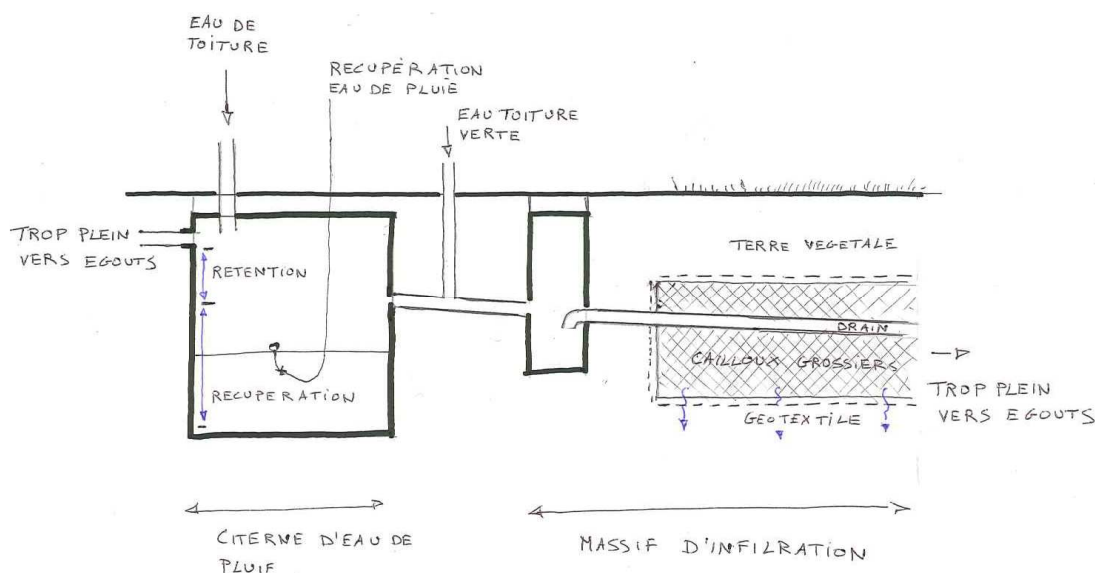 EAU DE
TOITURE
RECUPÉRATION
EAU DE PLUIE
EAU TOITURE
VERTE
TROP PLEIN
VERS EGOUTS
RETENTION
TERRE VEGETALE
DRAIN
CAILLOUX GROSSIERS
RECUPERATION
GEOTEXTILE
TROP PLEIN
VERS EGOUTS
CITERNE D'EAU DE
PLUIE
MASSIF D'INFILRATION